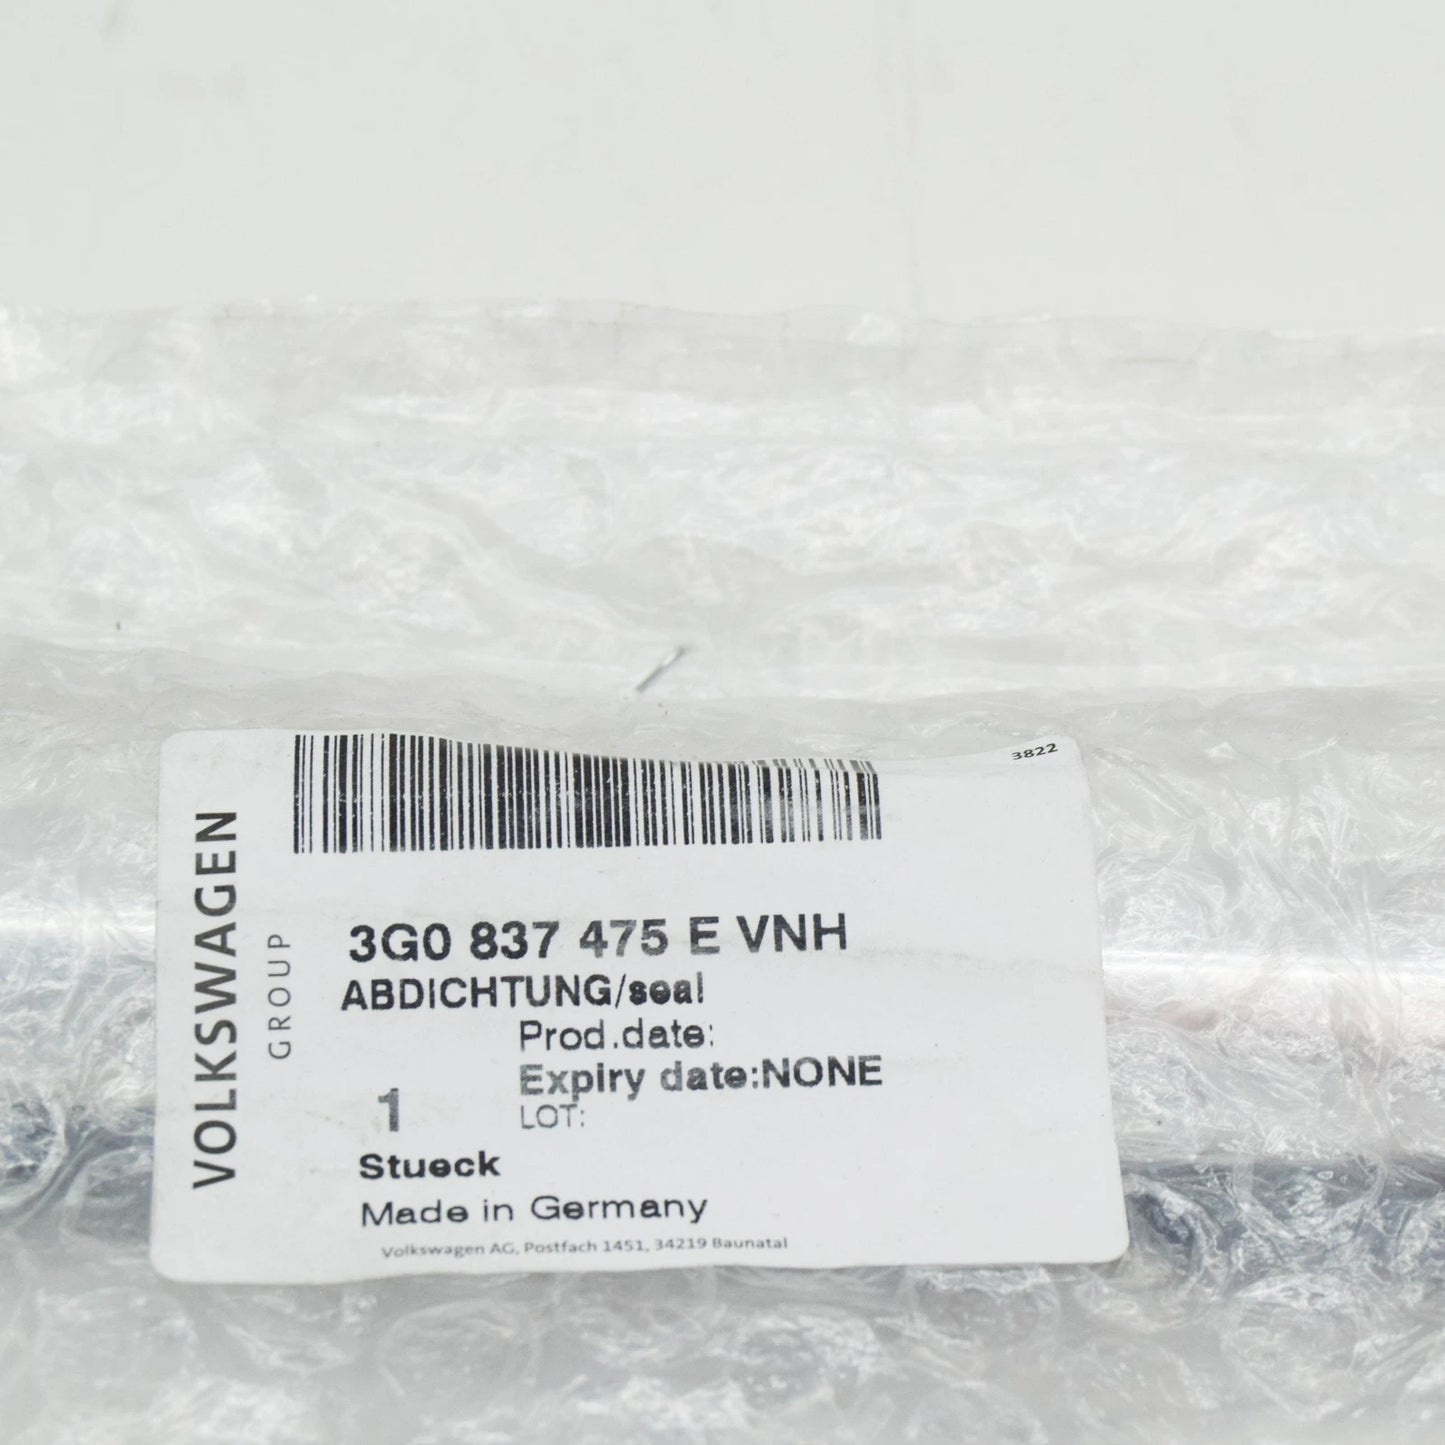 3822
VOLKSWAGEN
GROUP
3G0 837 475 E VNH
ABDICHTUNG/seal
Prod.date:
Expiry date:NONE
1
LOT:
Stueck
Made in Germany
Volkswagen AG, Postfach 1451, 34219 Baunatal